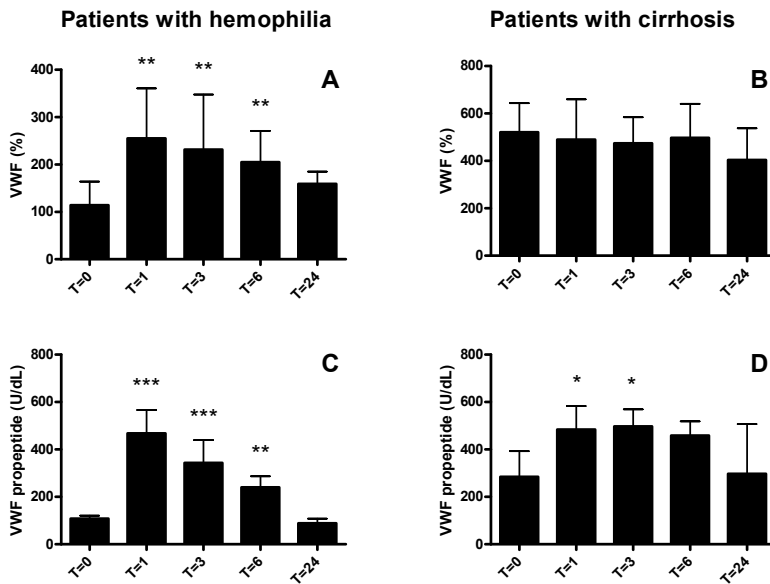 Patients with hemophilia
Patients with cirrhosis
A
VWF (%)
400
300
200
100
0
** ** **
T=0 T=1 T=3 T=6 T=24
B
VWF (%)
800
600
400
200
0
T=0 T=1 T=3 T=6 T=24
C
VWF propeptide (U/dL)
800
600
400
200
0
*** *** **
T=0 T=1 T=3 T=6 T=24
D
VWF propeptide (U/dL)
800
600
400
200
0
* *
T=0 T=1 T=3 T=6 T=24